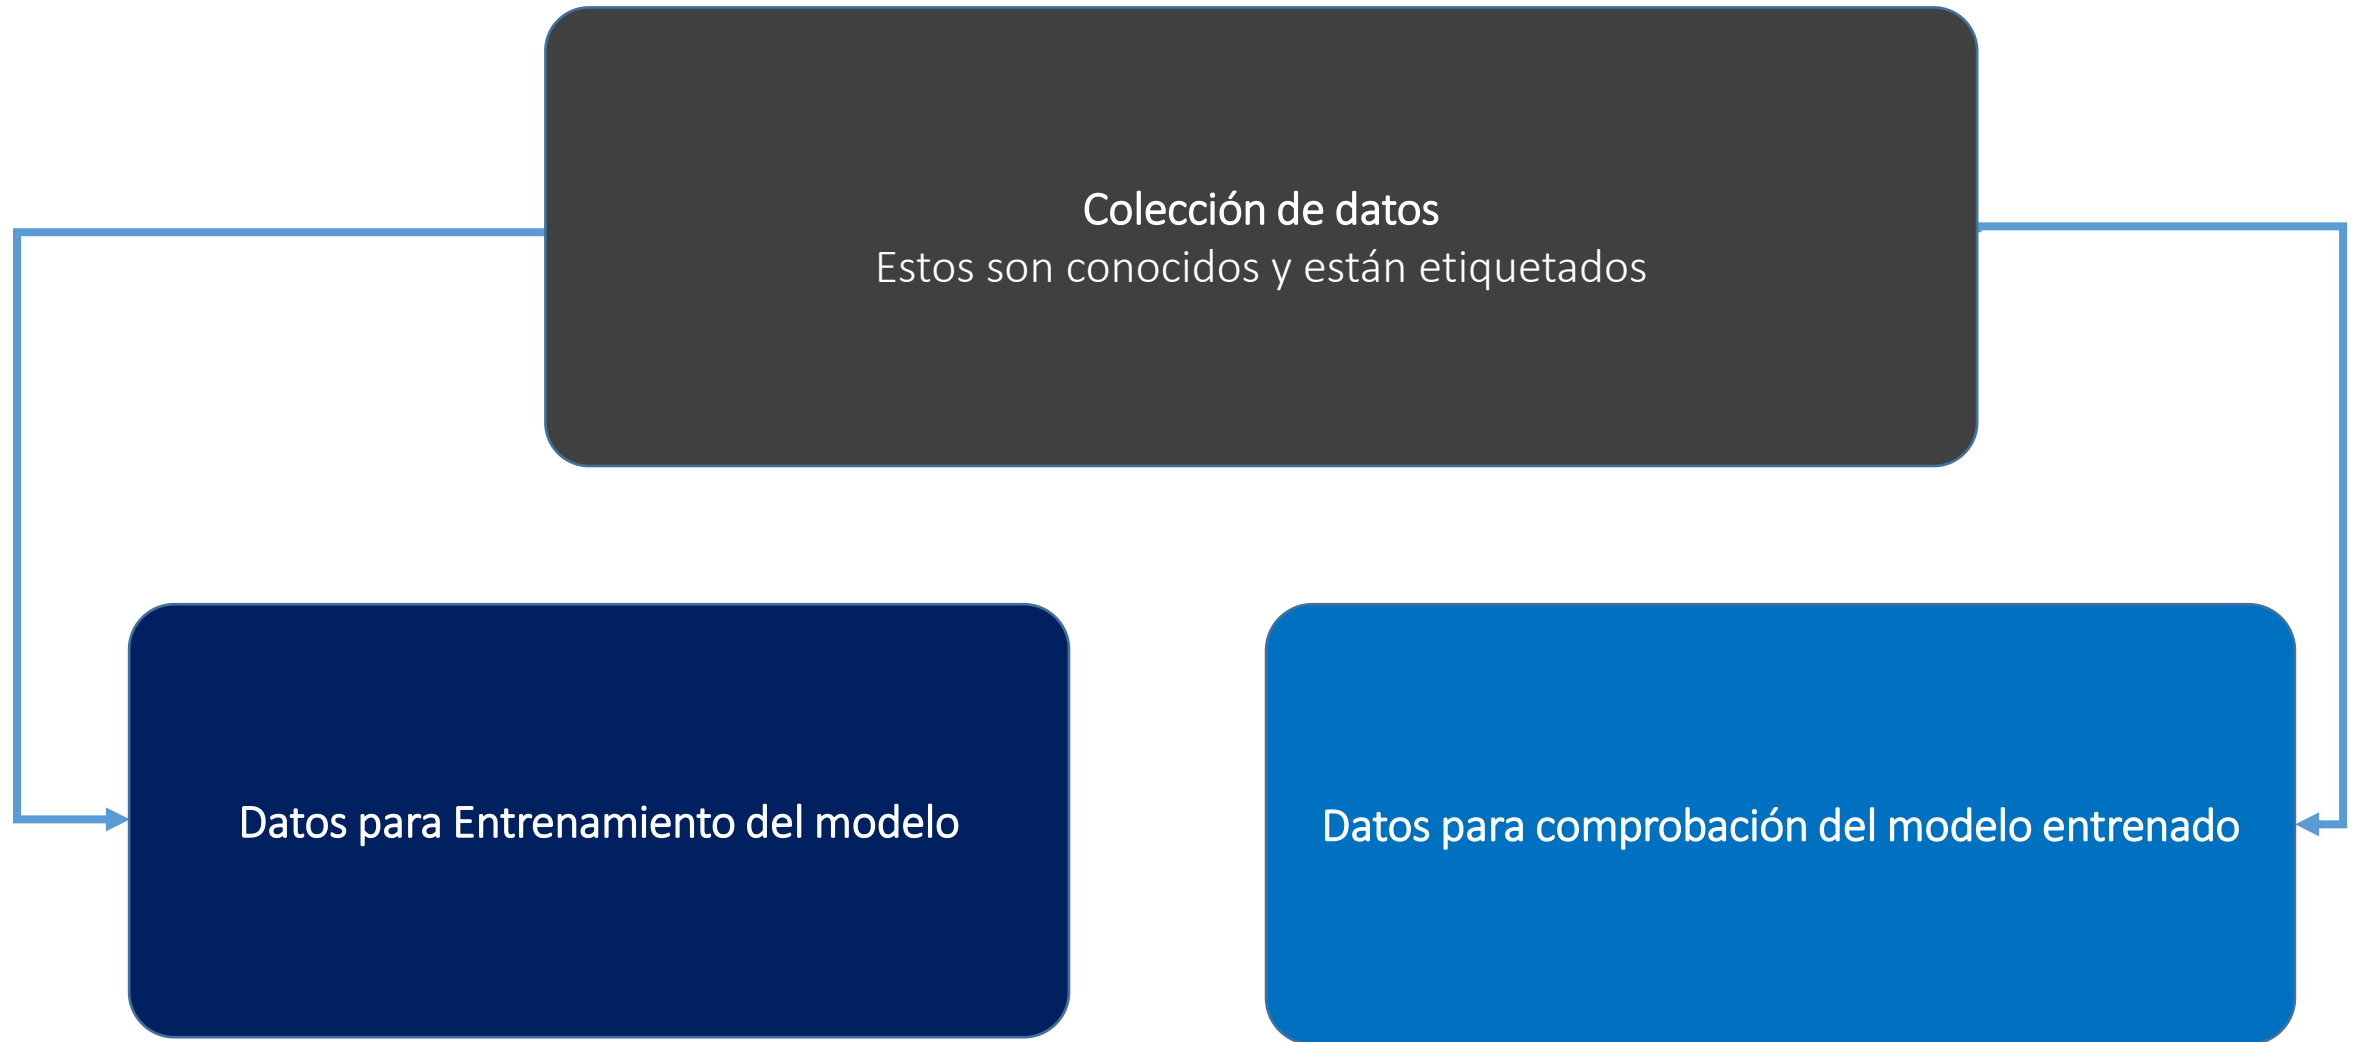 Colección de datos
Estos son conocidos y están etiquetados
Datos para Entrenamiento del modelo
Datos para comprobación del modelo entrenado